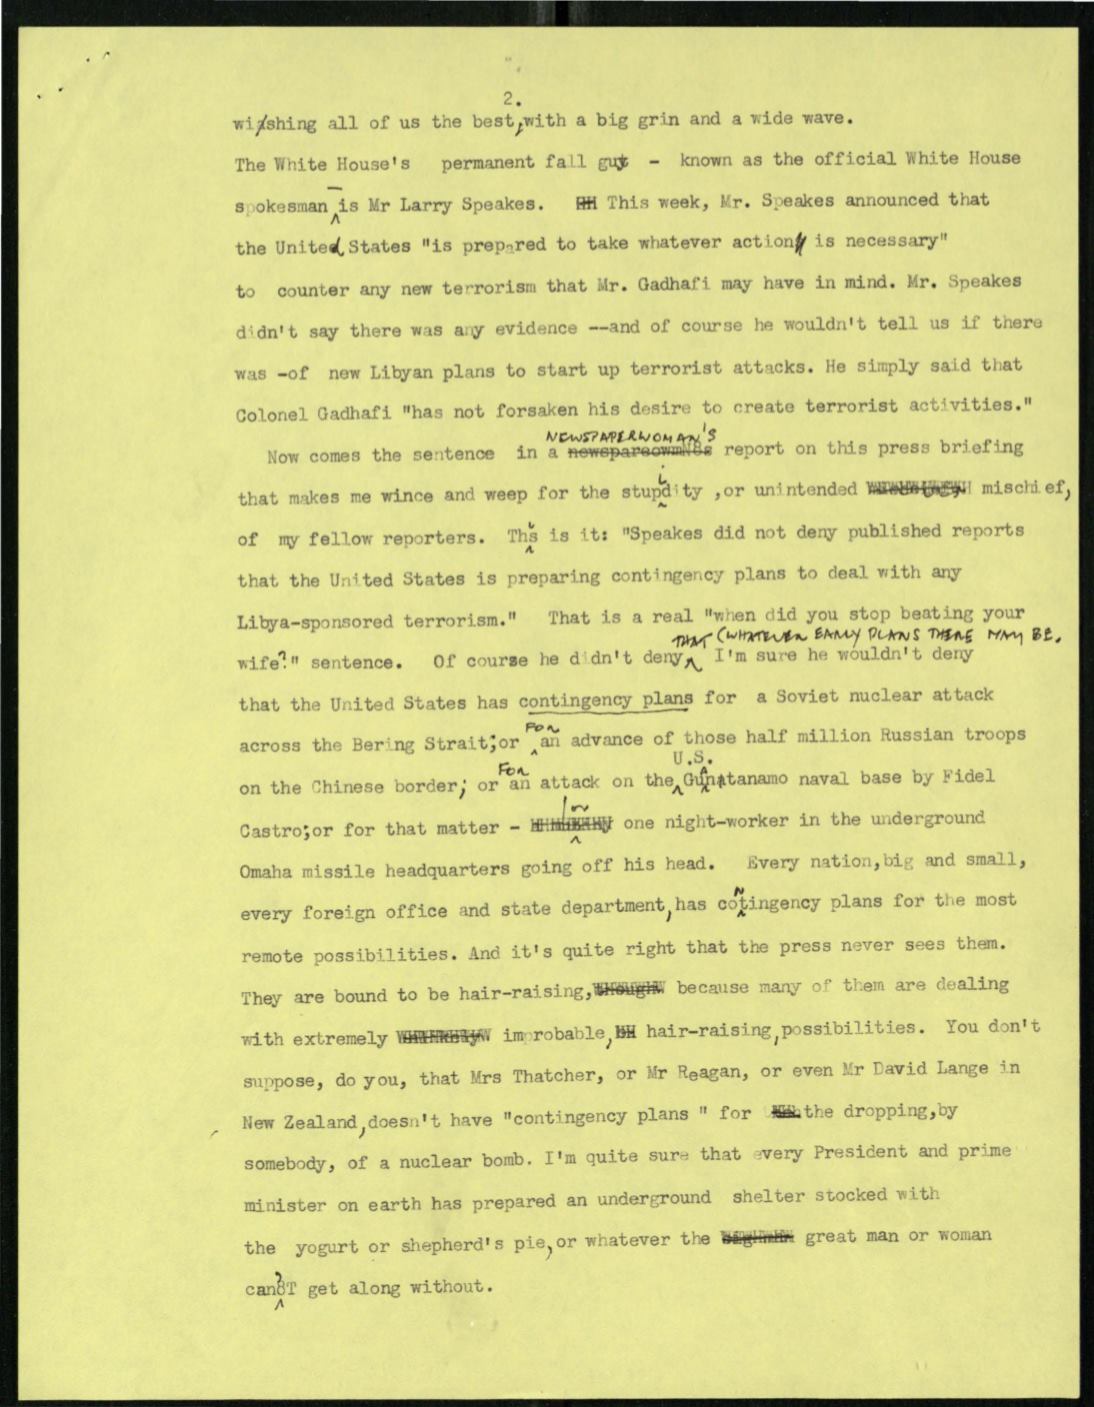 2.
wishing all of us the best, with a big grin and a wide wave.
The White House's permanent fall guy - known as the official White House
spokesman - is Mr Larry Speakes. This week, Mr. Speakes announced that
the United States "is prepared to take whatever action is necessary"
to counter any new terrorism that Mr. Gadhafi may have in mind. Mr. Speakes
didn't say there was any evidence --and of course he wouldn't tell us if there
was -of new Libyan plans to start up terrorist attacks. He simply said that
Colonel Gadhafi "has not forsaken his desire to create terrorist activities."
NEWSPAPERWOMAN'S
Now comes the sentence in a newspareowmNes report on this press briefing
that makes me wince and weep for the stupidity ,or unintended mischief,
of my fellow reporters. This is it: "Speakes did not deny published reports
that the United States is preparing contingency plans to deal with any
Libya-sponsored terrorism." That is a real "when did you stop beating your
THAT (WHATEVER EARLY PLANS THERE MAY BE.
wife?" sentence. Of course he didn't deny I'm sure he wouldn't deny
that the United States has contingency plans for a Soviet nuclear attack
across the Bering Strait; or FOR an advance of those half million Russian troops
U.S.
on the Chinese border; or FOR an attack on the Guantanamo naval base by Fidel
Castro; or for that matter - for one night-worker in the underground
Omaha missile headquarters going off his head. Every nation, big and small,
every foreign office and state department, has coNtingency plans for the most
remote possibilities. And it's quite right that the press never sees them.
They are bound to be hair-raising, though because many of them are dealing
with extremely improbable, hair-raising, possibilities. You don't
suppose, do you, that Mrs Thatcher, or Mr Reagan, or even Mr David Lange in
New Zealand, doesn't have "contingency plans " for the dropping, by
somebody, of a nuclear bomb. I'm quite sure that every President and prime
minister on earth has prepared an underground shelter stocked with
the yogurt or shepherd's pie, or whatever the great man or woman
can'T get along without.